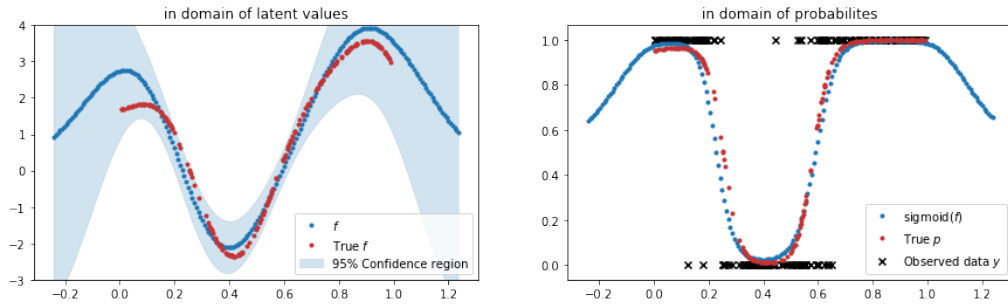 in domain of latent values
4
3
2
1
0
−1
−2
−3
−0.2 0.0 0.2 0.4 0.6 0.8 1.0 1.2
f
True f
95% Confidence region
in domain of probabilites
1.0
0.8
0.6
0.4
0.2
0.0
−0.2 0.0 0.2 0.4 0.6 0.8 1.0 1.2
sigmoid(f)
True p
Observed data y